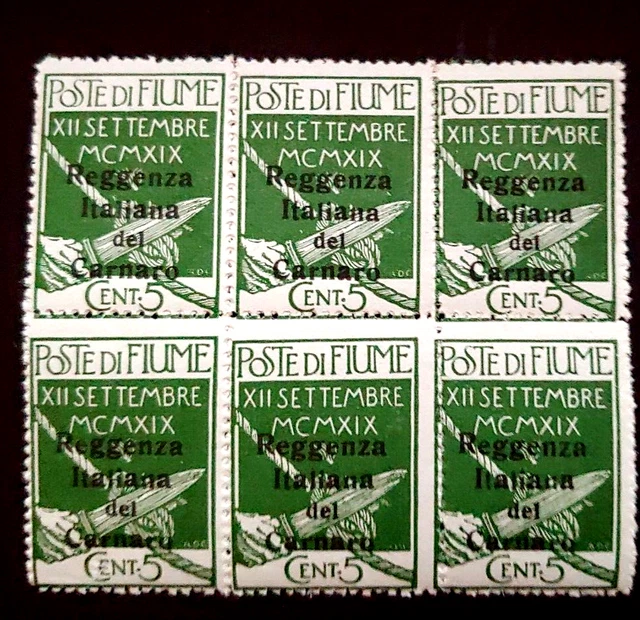 POSTE DI FIUME
XII SETTEMBRE
MCMXIX
Reggenza
Italiana
del
Carnaro
CENT·5
POSTE DI FIUME
XII SETTEMBRE
MCMXIX
Reggenza
Italiana
del
Carnaro
CENT·5
POSTE DI FIUME
XII SETTEMBRE
MCMXIX
Reggenza
Italiana
del
Carnaro
CENT·5
POSTE DI FIUME
XII SETTEMBRE
MCMXIX
Reggenza
Italiana
del
Carnaro
CENT·5
POSTE DI FIUME
XII SETTEMBRE
MCMXIX
Reggenza
Italiana
del
Carnaro
CENT·5
POSTE DI FIUME
XII SETTEMBRE
MCMXIX
Reggenza
Italiana
del
Carnaro
CENT·5